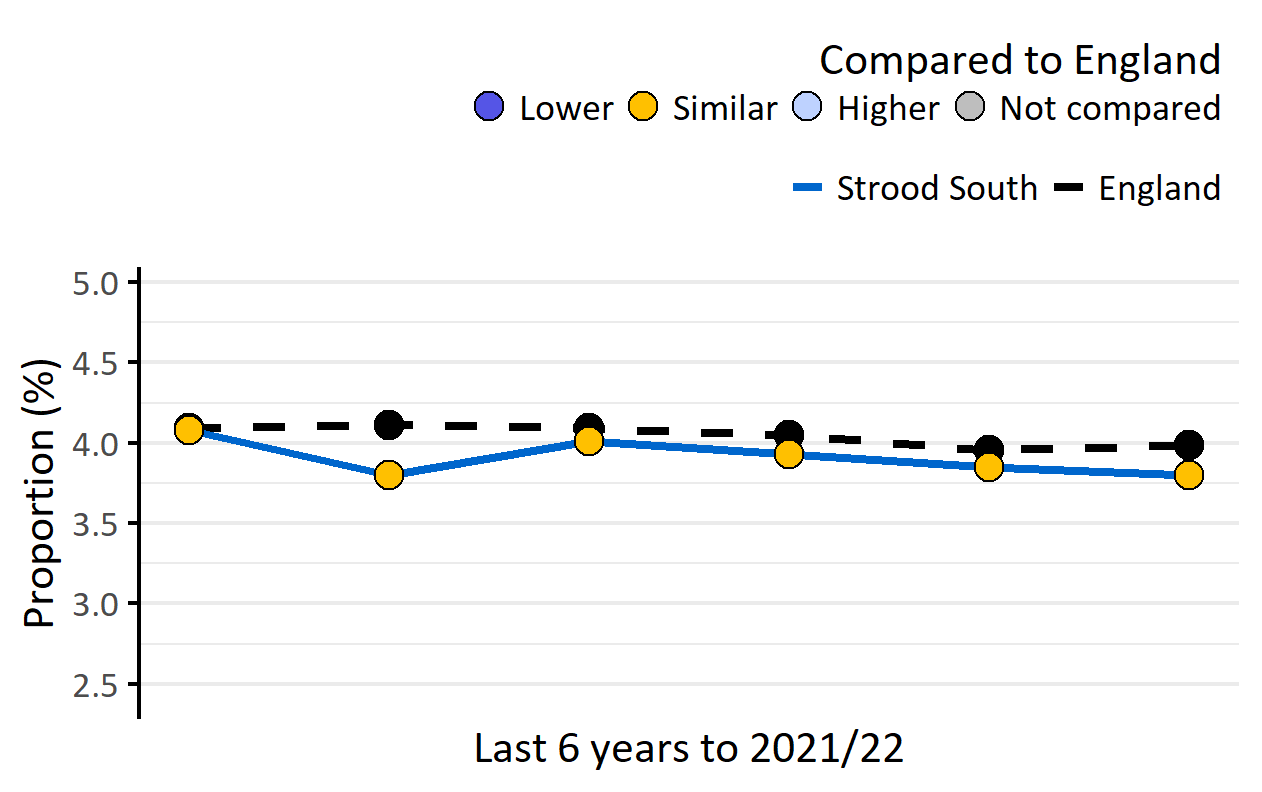 Compared to England
Lower Similar Higher Not compared
Strood South England
5.0
4.5
4.0
3.5
3.0
2.5
Proportion (%)
Last 6 years to 2021/22